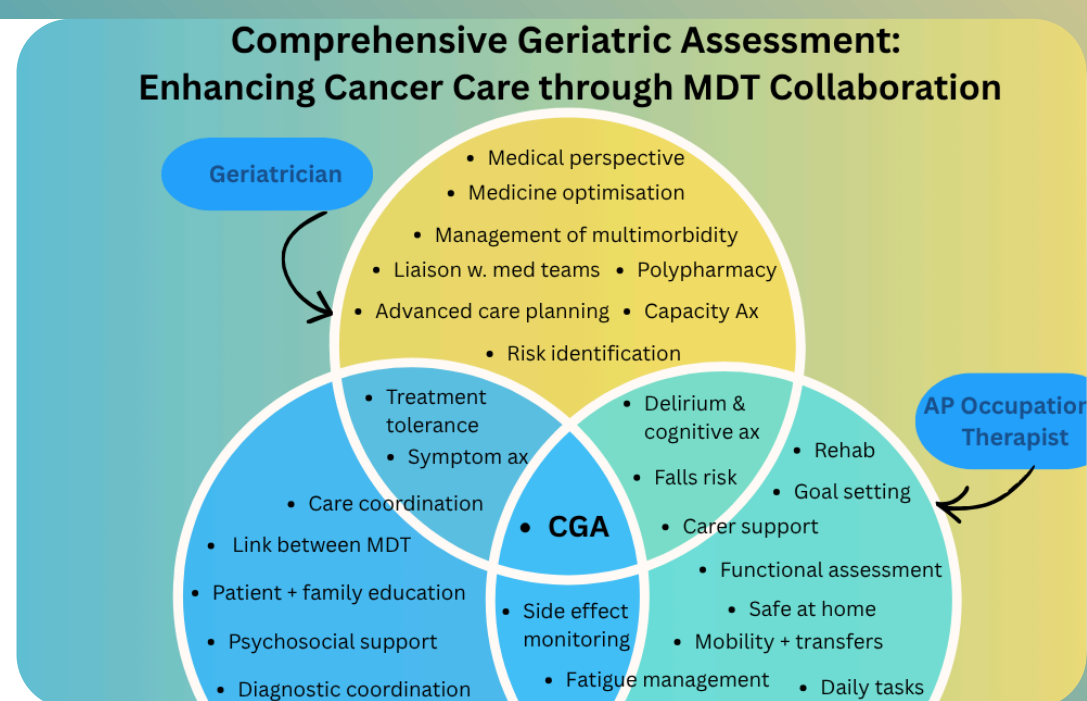 Comprehensive Geriatric Assessment:
Enhancing Cancer Care through MDT Collaboration
Geriatrician
• Medical perspective
• Medicine optimisation
• Management of multimorbidity
• Liaison w. med teams • Polypharmacy
• Advanced care planning • Capacity Ax
• Risk identification
• Treatment
tolerance
• Symptom ax
• Delirium &
cognitive ax
• Falls risk
AP Occupation
Therapist
• Rehab
• Goal setting
• Carer support
• Functional assessment
• Safe at home
• Mobility + transfers
• Daily tasks
• Care coordination
• Link between MDT
• Patient + family education
• Psychosocial support
• Diagnostic coordination
• CGA
• Side effect
monitoring
• Fatigue management